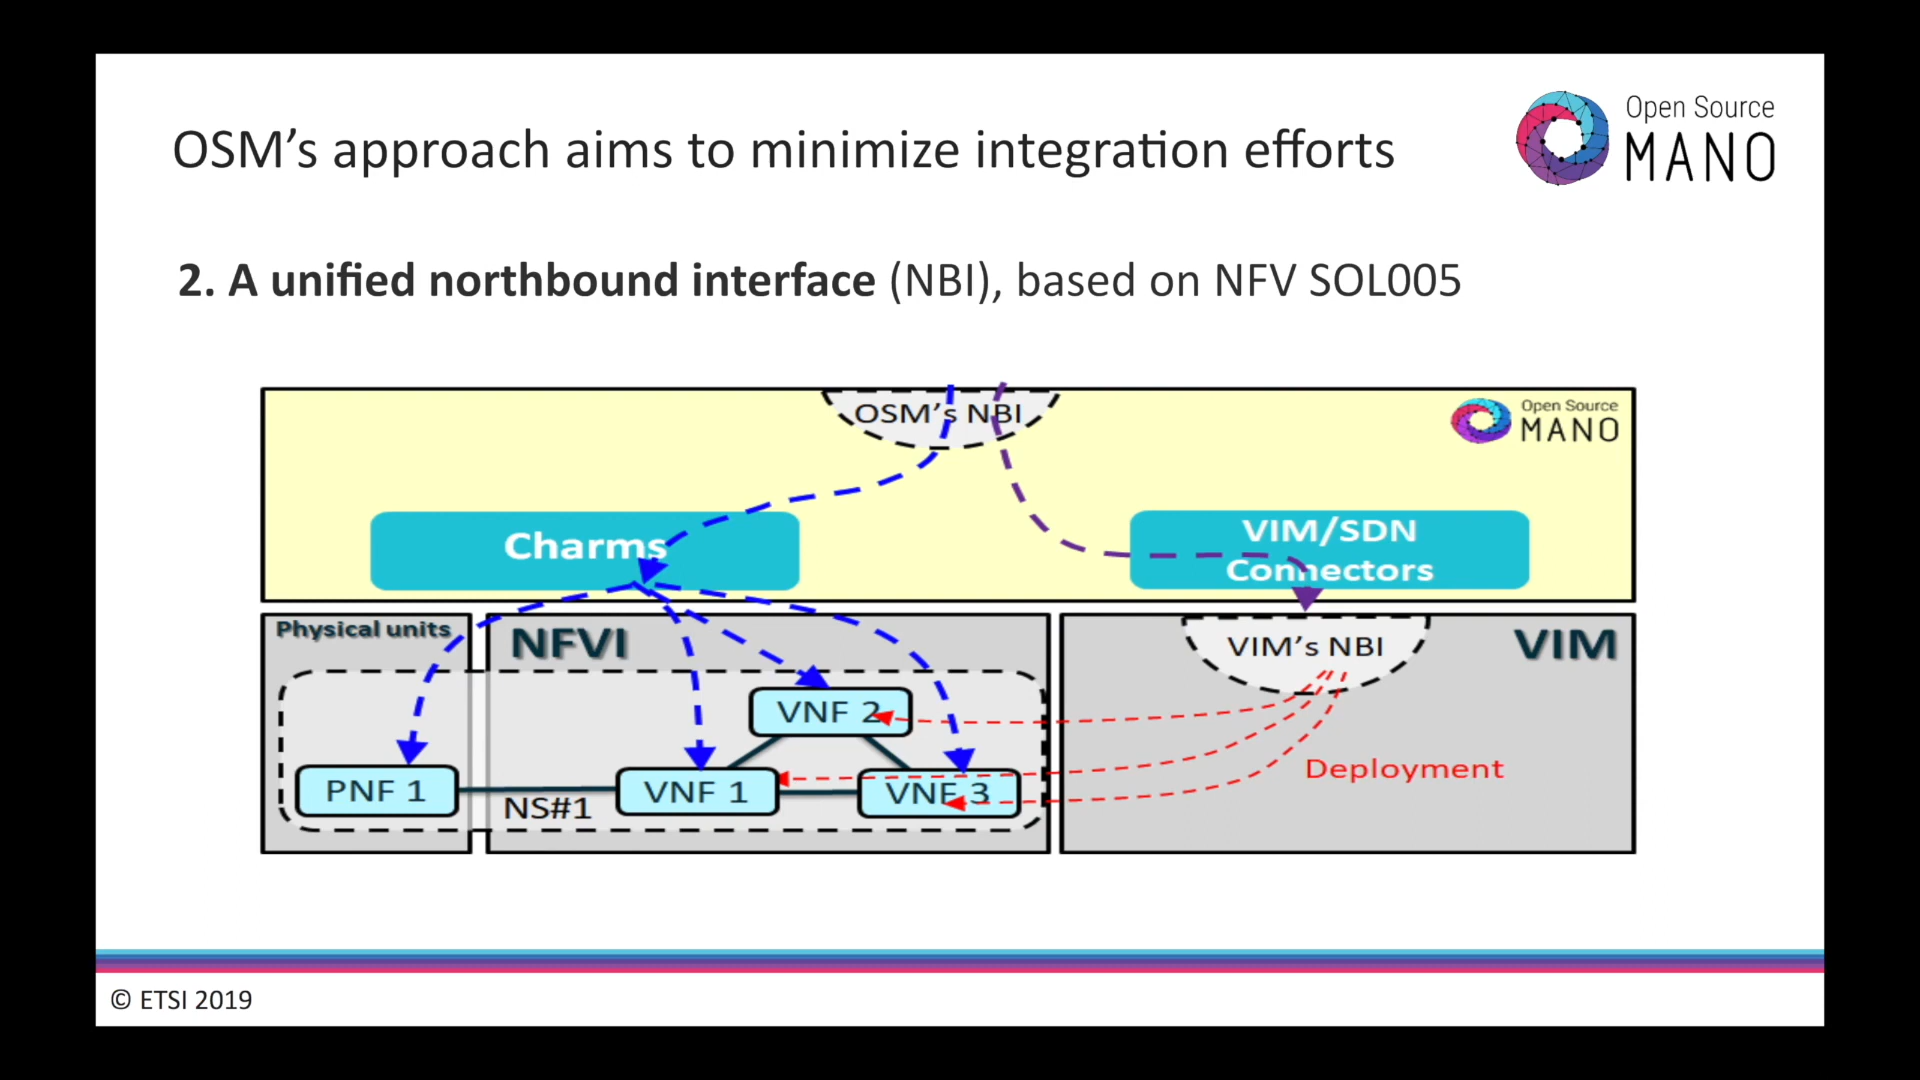 OSM’s approach aims to minimize integration efforts
Open Source
MANO
2. A unified northbound interface (NBI), based on NFV SOL005
OSM’s NBI
Open Source
MANO
Charms
VIM/SDN
Connectors
Physical units
NFVI
VIM’s NBI
VIM
VNF 2
Deployment
PNF 1
VNF 1
VNF 3
NS#1
© ETSI 2019